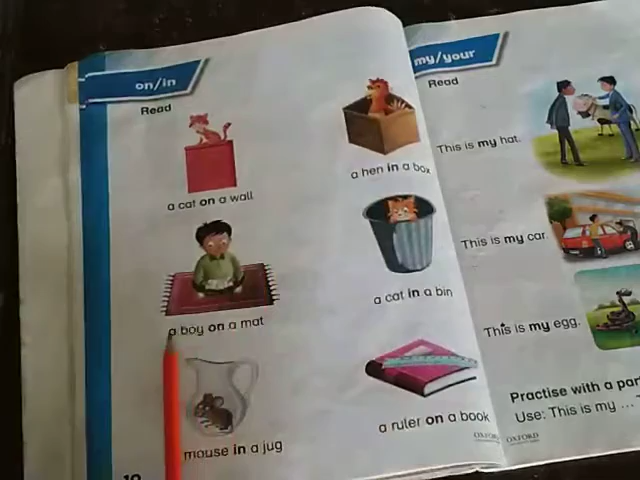 on/in
Read
a cat on a wall
a hen in a box
a boy on a mat
a cat in a bin
mouse in a jug
a ruler on a book
OXFORD
my/your
Read
This is my hat.
This is my car.
This is my egg.
Practise with a
Use: This is my ...
OXFORD